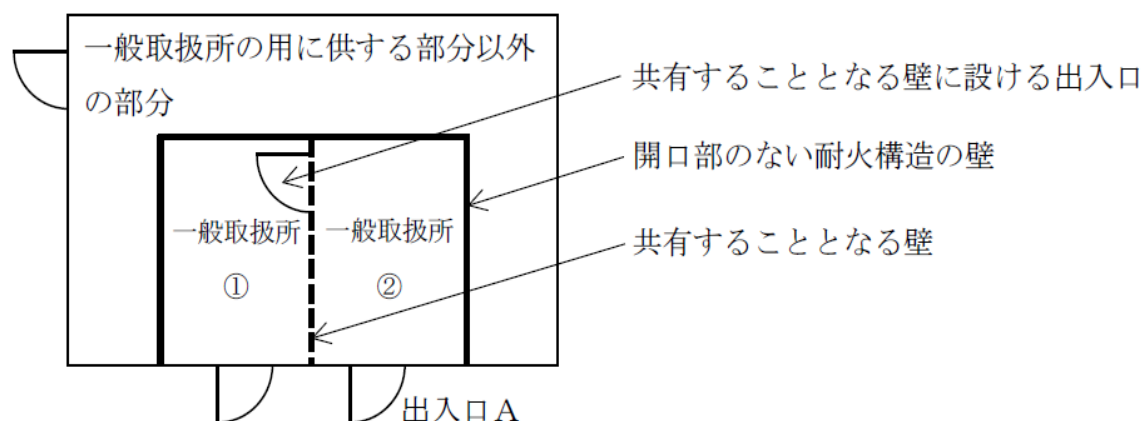 一般取扱所の用に供する部分以外
の部分
共有することとなる壁に設ける出入口
開口部のない耐火構造の壁
共有することとなる壁
一般取扱所
①
一般取扱所
②
出入口A